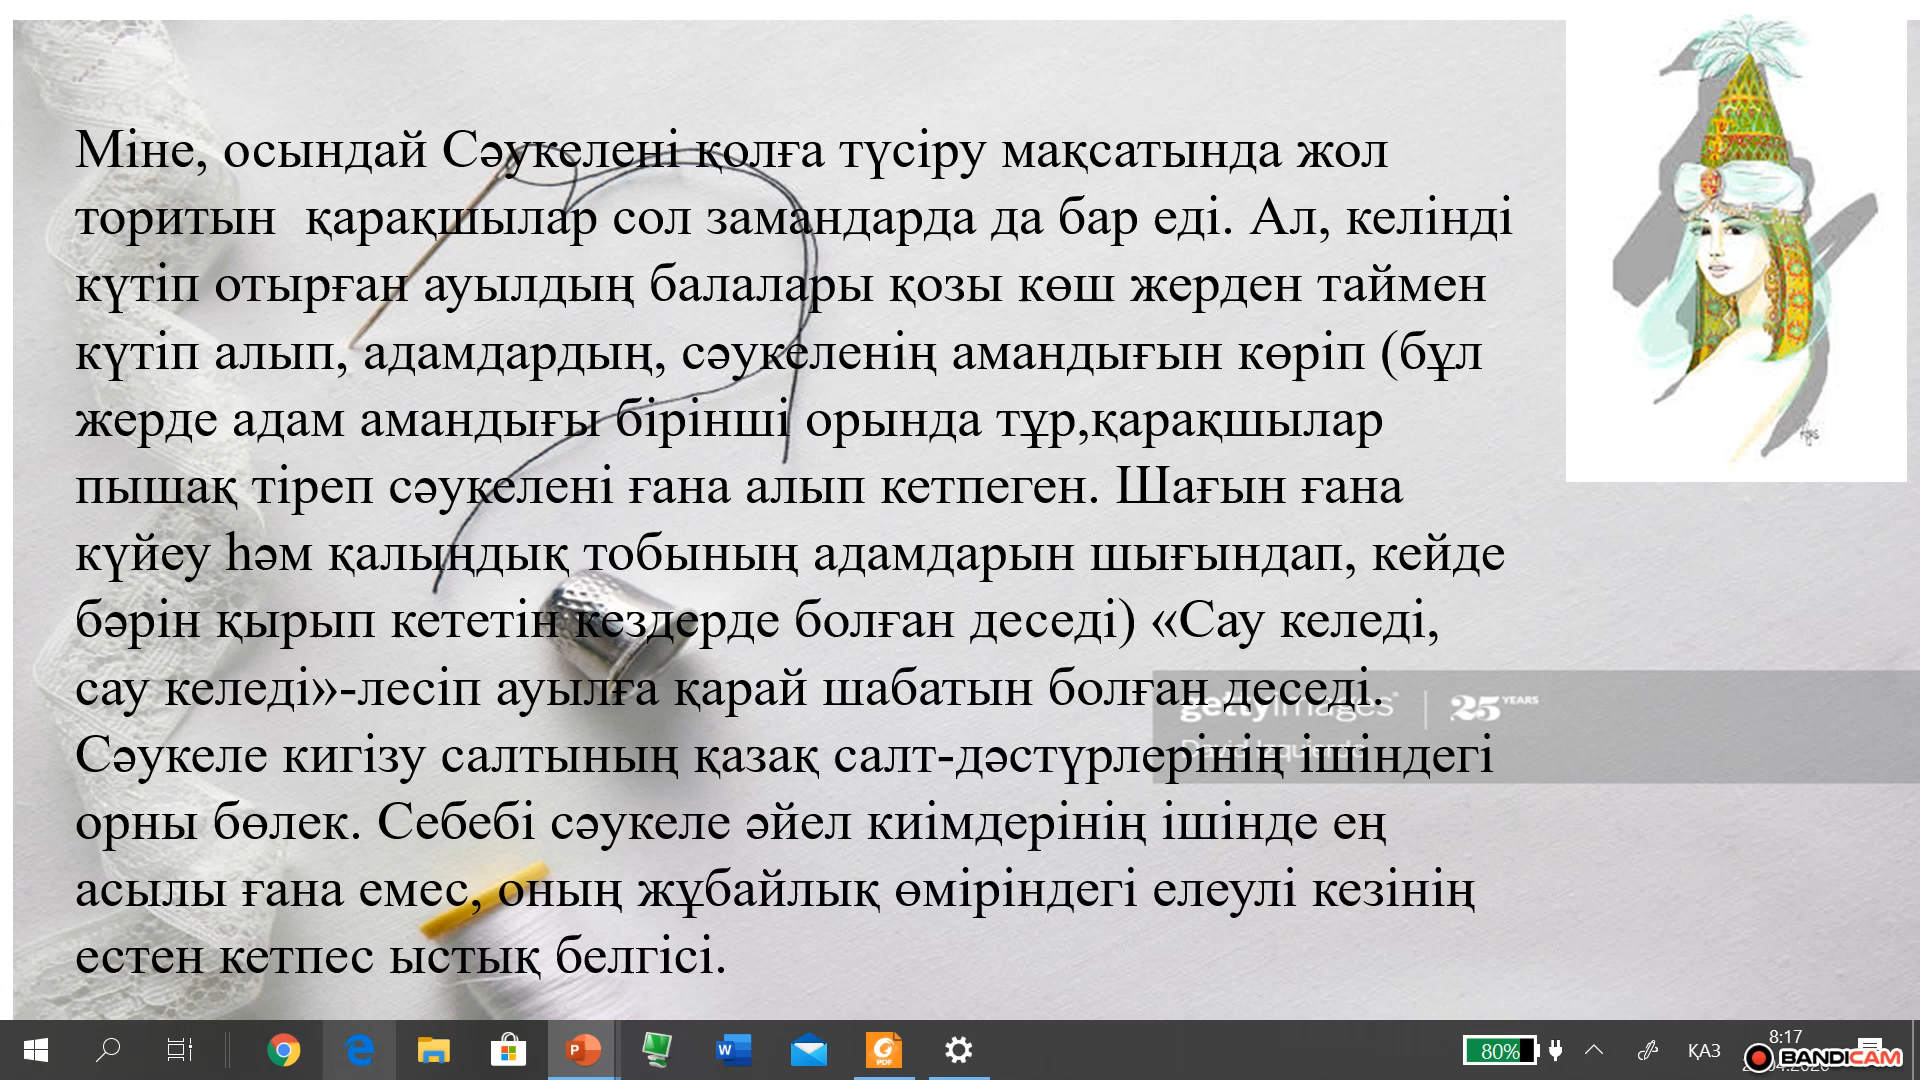 Міне, осындай Сәукелені қолға түсіру мақсатында жол
торитын  қарақшылар сол замандарда да бар еді. Ал, келінді
күтіп отырған ауылдың балалары қозы көш жерден таймен
күтіп алып, адамдардың, сәукеленің амандығын көріп (бұл
жерде адам амандығы бірінші орында тұр,қарақшылар
пышақ тіреп сәукелені ғана алып кетпеген. Шағын ғана
күйеу һәм қалыңдық тобының адамдарын шығындап, кейде
бәрін қырып кететін кездерде болған деседі) «Сау келеді,
сау келеді»-лесіп ауылға қарай шабатын болған деседі.
Сәукеле кигізу салтының қазақ салт-дәстүрлерінің ішіндегі
орны бөлек. Себебі сәукеле әйел киімдерінің ішінде ең
асылы ғана емес, оның жұбайлық өміріндегі елеулі кезінің
естен кетпес ыстық белгісі.
gettyimages 25 YEARS
David Izquierdo
80% ҚАЗ 8:17
BANDICAM